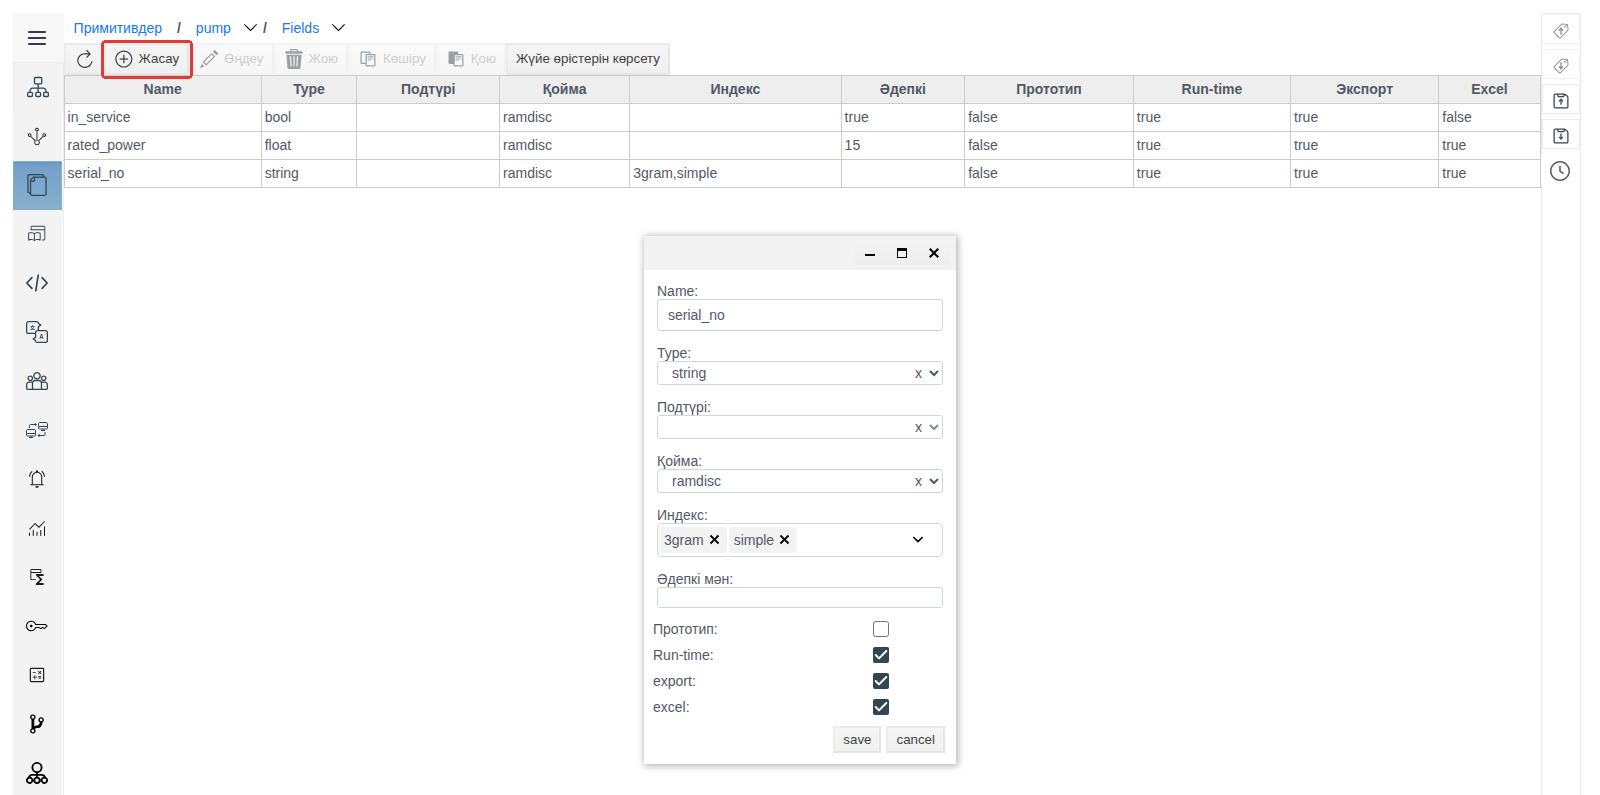 Примитивдер / pump / Fields
Жасау Өңдеу Жою Көшіру Қою Жүйе өрістерін көрсету
Name Type Подтүрі Қойма Индекс Әдепкі Прототип Run-time Экспорт Excel
in_service bool ramdisc true false true true false
rated_power float ramdisc 15 false true true true
serial_no string ramdisc 3gram,simple false true true true
Name:
serial_no
Type:
string x
Подтүрі:
x
Қойма:
ramdisc x
Индекс:
3gram simple
Әдепкі мән:
Прототип:
Run-time:
export:
excel:
save cancel